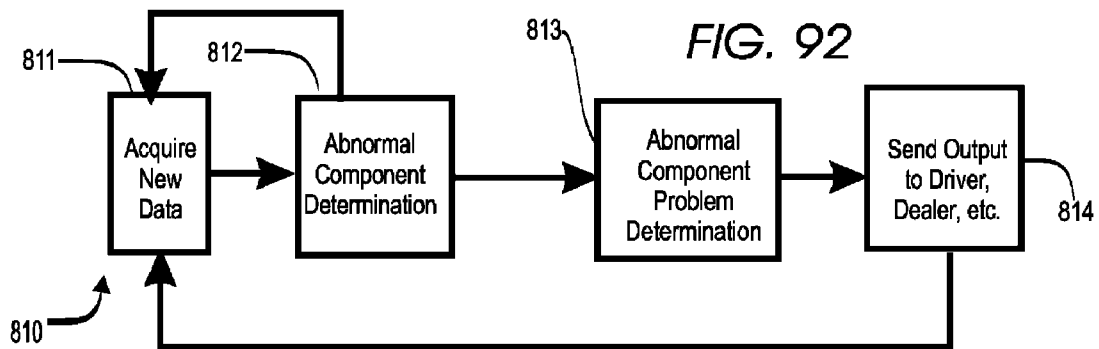 FIG. 92
811
812
813
814
810
Acquire
New
Data
Abnormal
Component
Determination
Abnormal
Component
Problem
Determination
Send Output
to Driver,
Dealer, etc.